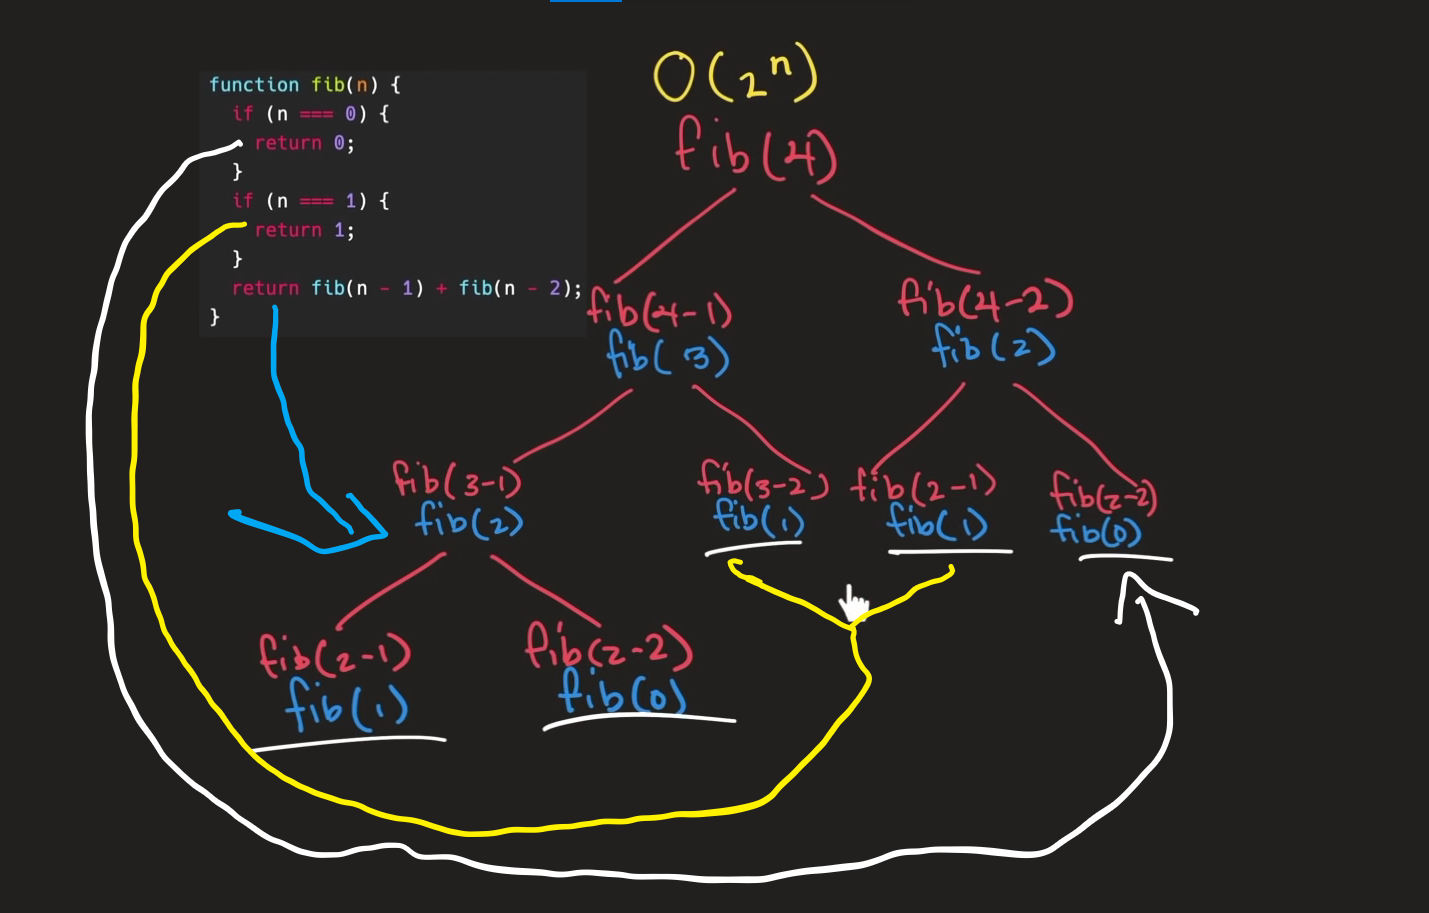 function fib(n) {
if (n === 0) {
return 0;
}
if (n === 1) {
return 1;
}
return fib(n - 1) + fib(n - 2);
}
O(2ⁿ)
fib(4)
fib(4-1)
fib(3)
fib(4-2)
fib(2)
fib(3-1)
fib(2)
fib(3-2)
fib(1)
fib(2-1)
fib(1)
fib(2-2)
fib(0)
fib(2-1)
fib(1)
fib(2-2)
fib(0)